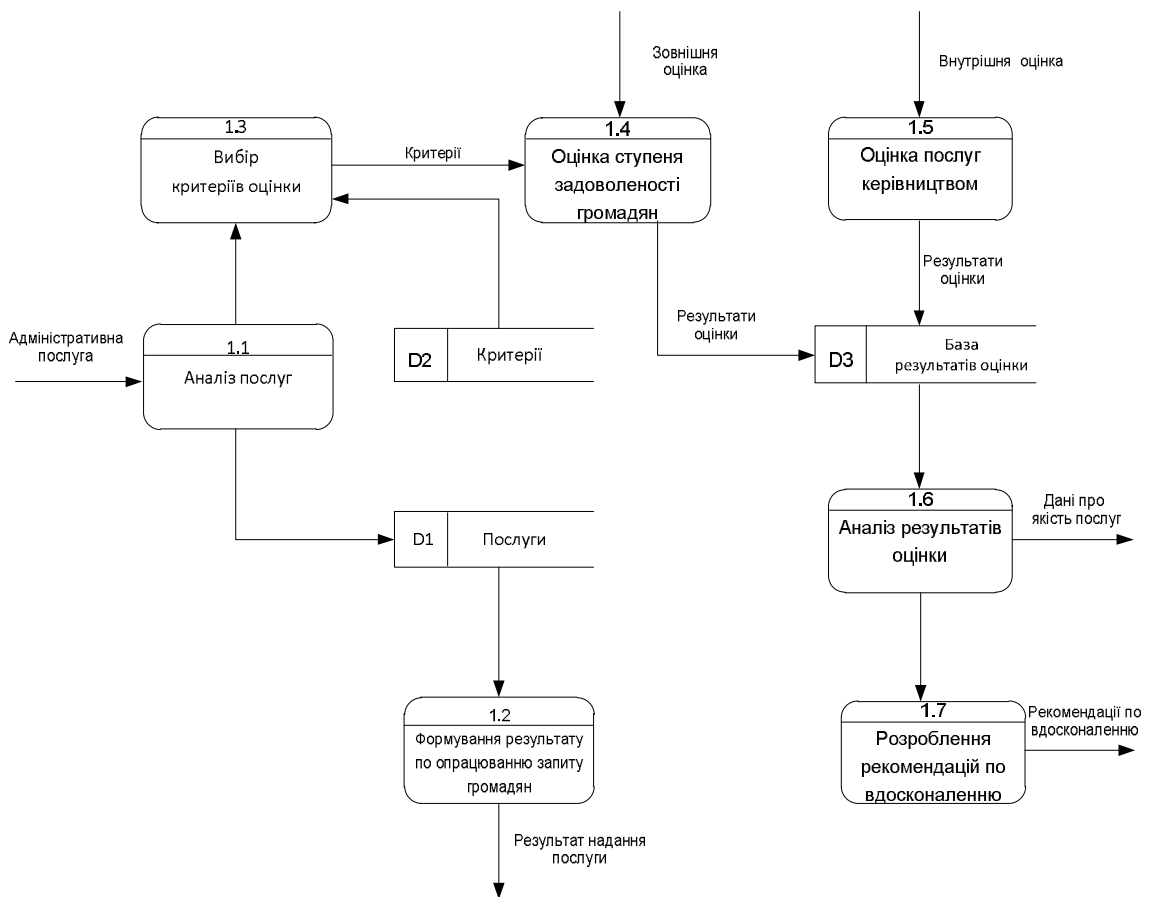 Зовнішня
оцінка
Внутрішня оцінка
1.3
Вибір
критеріїв оцінки
Критерії
1.4
Оцінка ступеня
задоволеності
громадян
1.5
Оцінка послуг
керівництвом
Результати
оцінки
Адміністративна
послуга
1.1
Аналіз послуг
D2
Критерії
Результати
оцінки
D3
База
результатів оцінки
D1
Послуги
1.6
Аналіз результатів
оцінки
Дані про
якість послуг
1.2
Формування результату
по опрацюванню запиту
громадян
1.7
Розроблення
рекомендацій по
вдосконаленню
Рекомендації по
вдосконаленню
Результат надання
послуги